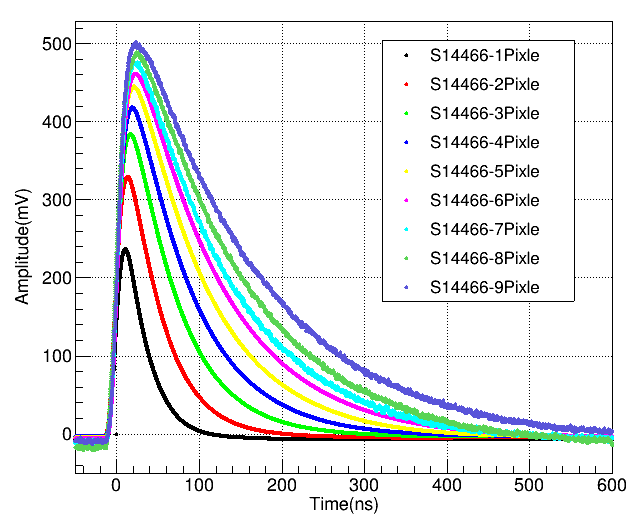 500
400
300
200
100
0
Amplitude(mV)
S14466-1Pixle
S14466-2Pixle
S14466-3Pixle
S14466-4Pixle
S14466-5Pixle
S14466-6Pixle
S14466-7Pixle
S14466-8Pixle
S14466-9Pixle
0 100 200 300 400 500 600
Time(ns)